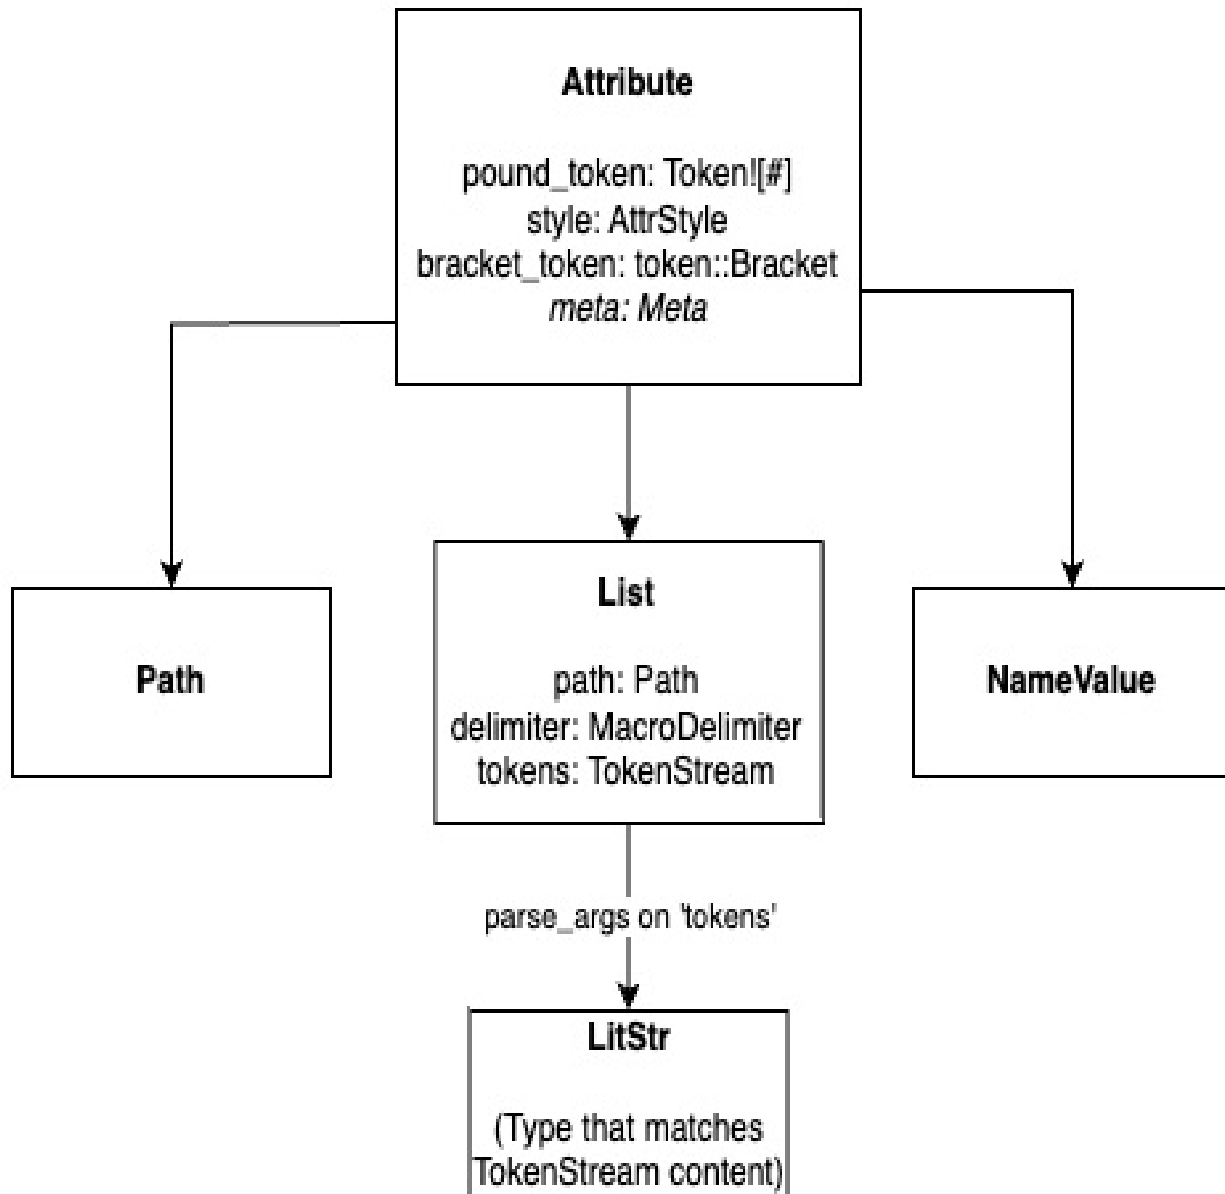 Attribute
pound_token: Token![#]
style: AttrStyle
bracket_token: token::Bracket
meta: Meta
Path
List
path: Path
delimiter: MacroDelimiter
tokens: TokenStream
NameValue
parse_args on 'tokens'
LitStr
(Type that matches
TokenStream content)